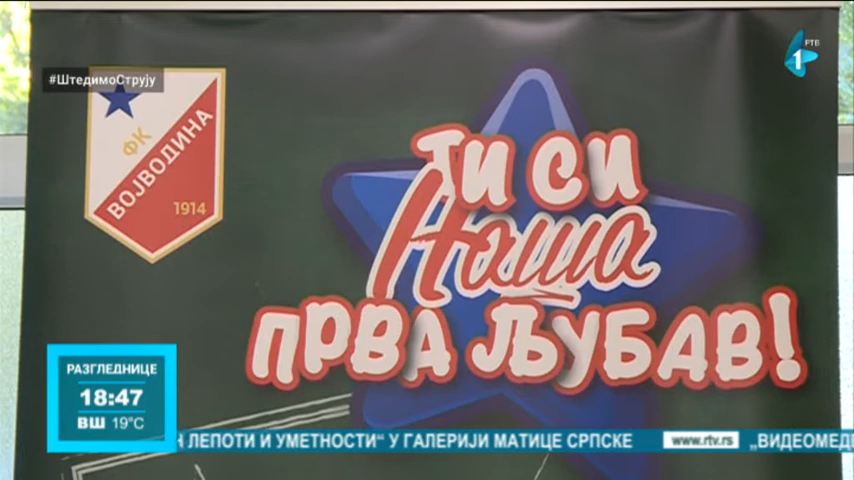 РТВ
1
#ШтедимоСтрују
ФК
ВОЈВОДИНА
1914
ТИ СИ
Наша
ПРВА ЉУБАВ!
РАЗГЛЕДНИЦЕ
18:47
ВШ 19°C
Н ЛЕПОТИ И УМЕТНОСТИ“ У ГАЛЕРИЈИ МАТИЦЕ СРПСКЕ www.rtv.rs „ВИДЕОМЕД